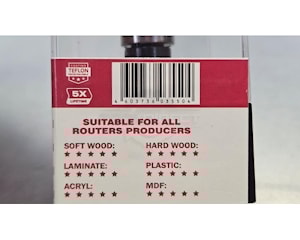 TEFLON
5X
LIFETIME
SUITABLE FOR ALL
ROUTERS PRODUCERS
SOFT WOOD: HARD WOOD:
★ ★ ★ ★ ★ ★ ★ ★ ★ ★
LAMINATE: PLASTIC:
★ ★ ★ ★ ★ ★ ★ ★ ★ ★
ACRYL: MDF:
★ ★ ★ ★ ★ ★ ★ ★ ★ ★